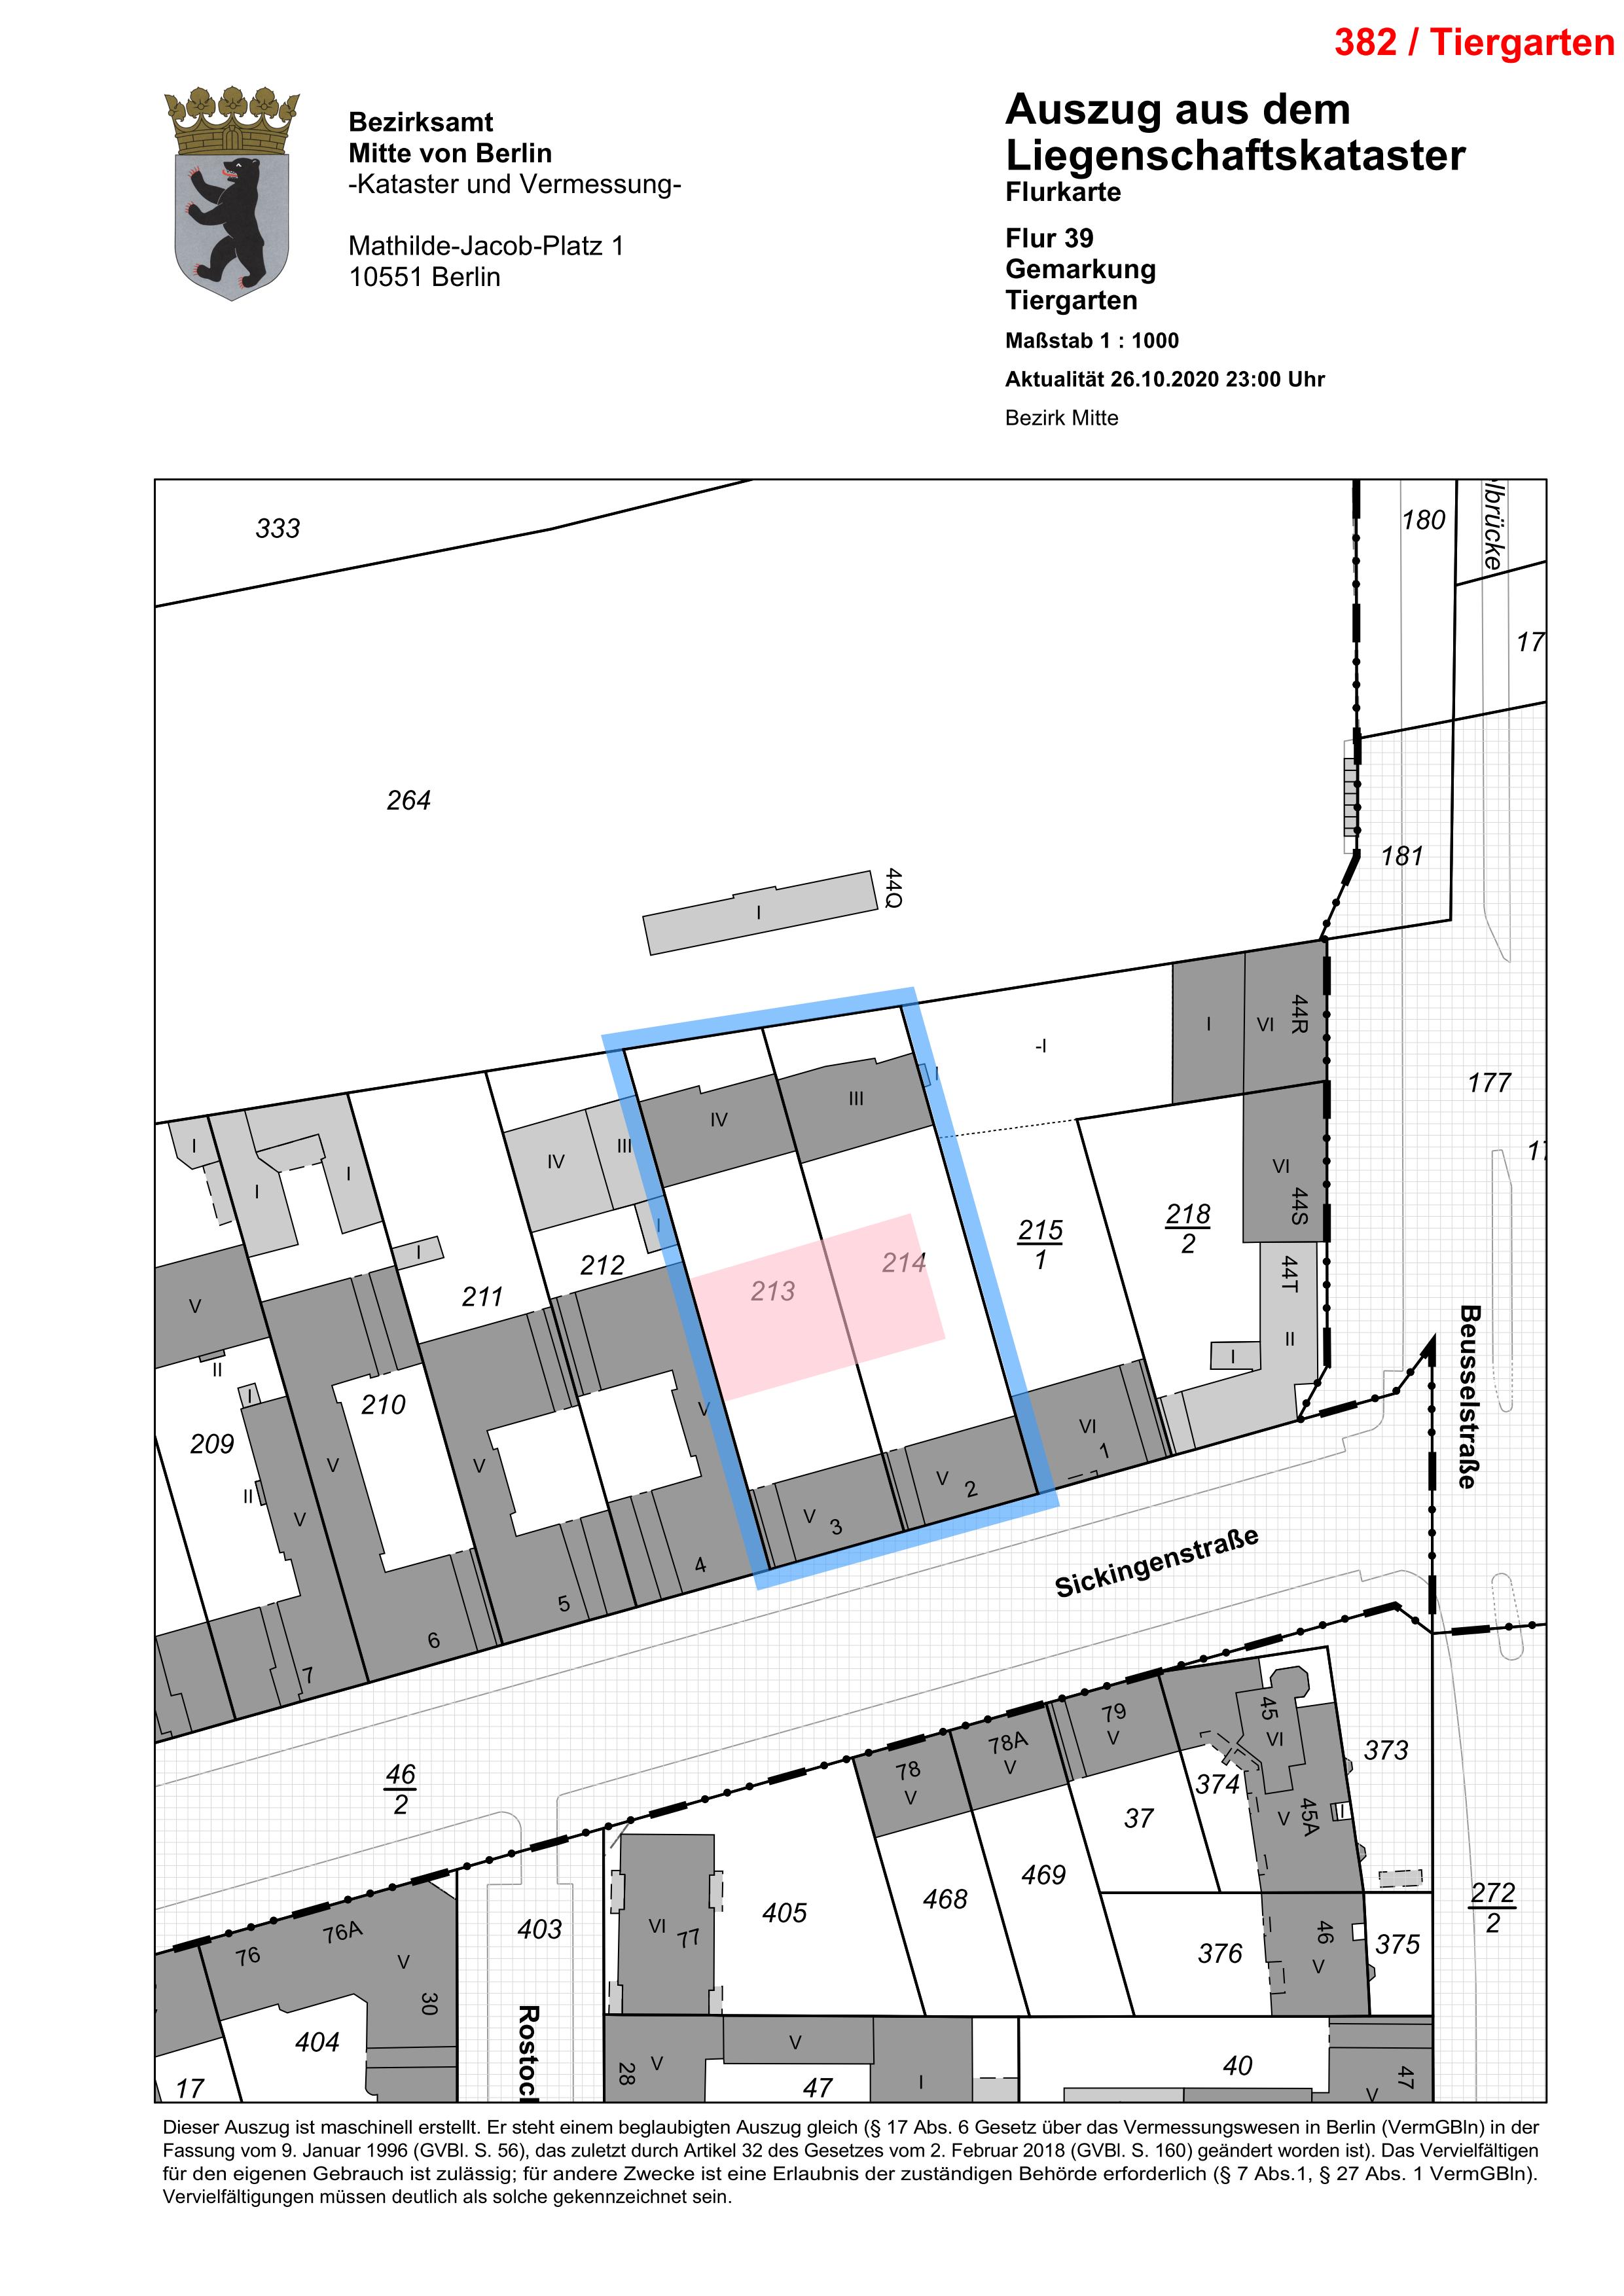 382 / Tiergarten
Bezirksamt
Mitte von Berlin
-Kataster und Vermessung-
Mathilde-Jacob-Platz 1
10551 Berlin
Auszug aus dem
Liegenschaftskataster
Flurkarte
Flur 39
Gemarkung
Tiergarten
Maßstab 1 : 1000
Aktualität 26.10.2020 23:00 Uhr
Bezirk Mitte
333
180
lbrücke
17
264
181
44Q
I
44R
I
VI
-I
177
I
IV
III
III
IV
I
I
I
I
17
VI
44S
215
1
218
2
I
212
214
213
211
44T
II
I
V
II
I
210
209
V
V
V
V
II
VI
1
V
2
V
3
4
5
6
7
Beusselstraße
Sickingenstraße
46
2
79
V
78A
V
78
V
45
VI
373
374
37
V
45A
I
469
468
405
272
2
VI
77
403
76A
76
V
30
46
V
376
375
404
Rostoc
17
28
V
V
47
I
40
47
V
Dieser Auszug ist maschinell erstellt. Er steht einem beglaubigten Auszug gleich (§ 17 Abs. 6 Gesetz über das Vermessungswesen in Berlin (VermGBln) in der
Fassung vom 9. Januar 1996 (GVBl. S. 56), das zuletzt durch Artikel 32 des Gesetzes vom 2. Februar 2018 (GVBl. S. 160) geändert worden ist). Das Vervielfältigen
für den eigenen Gebrauch ist zulässig; für andere Zwecke ist eine Erlaubnis der zuständigen Behörde erforderlich (§ 7 Abs.1, § 27 Abs. 1 VermGBln).
Vervielfältigungen müssen deutlich als solche gekennzeichnet sein.